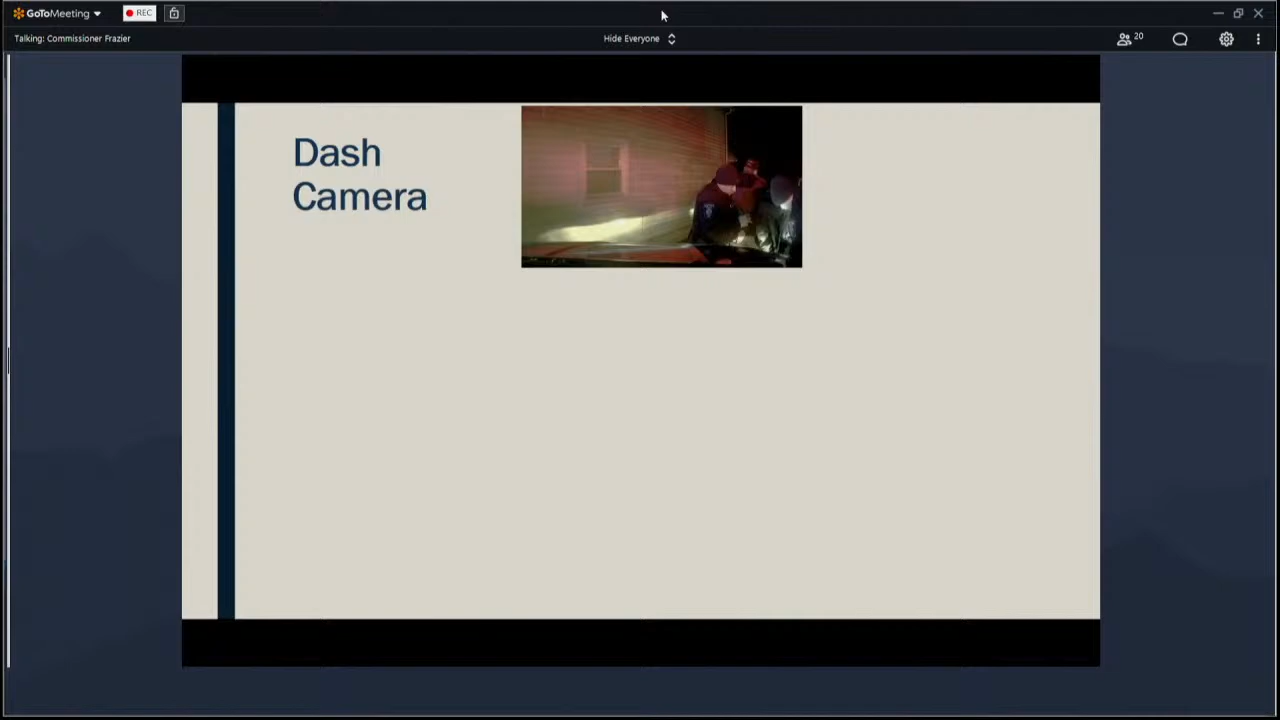 GoToMeeting
REC
Talking: Commissioner Frazier
Hide Everyone
20
Dash
Camera